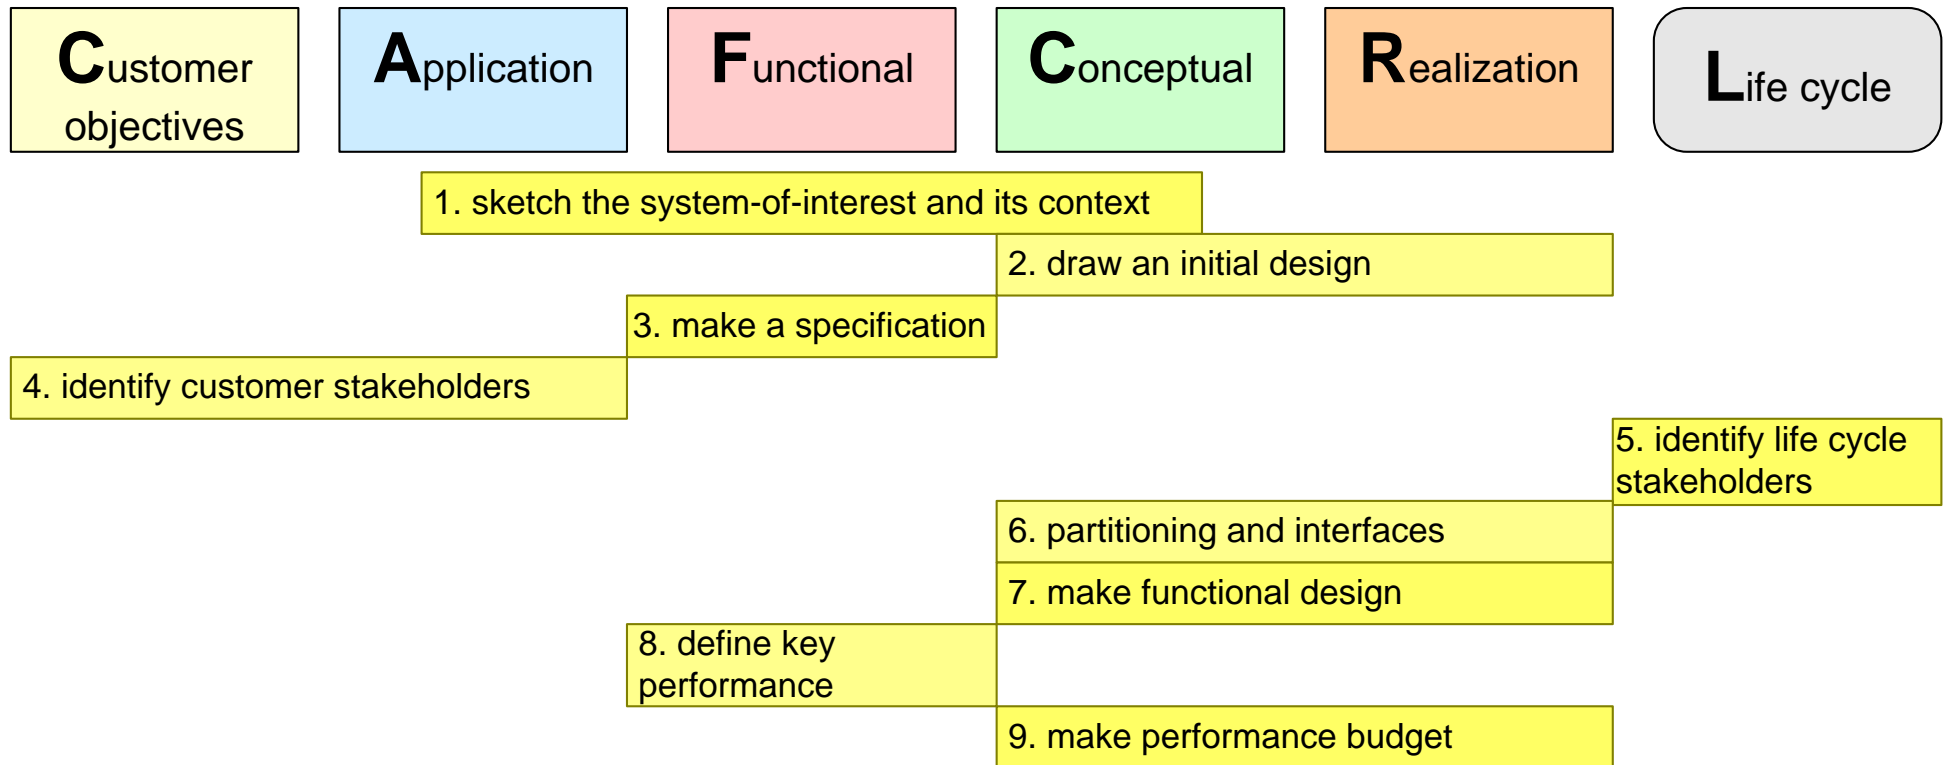 Customer
objectives
Application
Functional
Conceptual
Realization
Life cycle
1. sketch the system-of-interest and its context
2. draw an initial design
3. make a specification
4. identify customer stakeholders
5. identify life cycle
stakeholders
6. partitioning and interfaces
7. make functional design
8. define key
performance
9. make performance budget